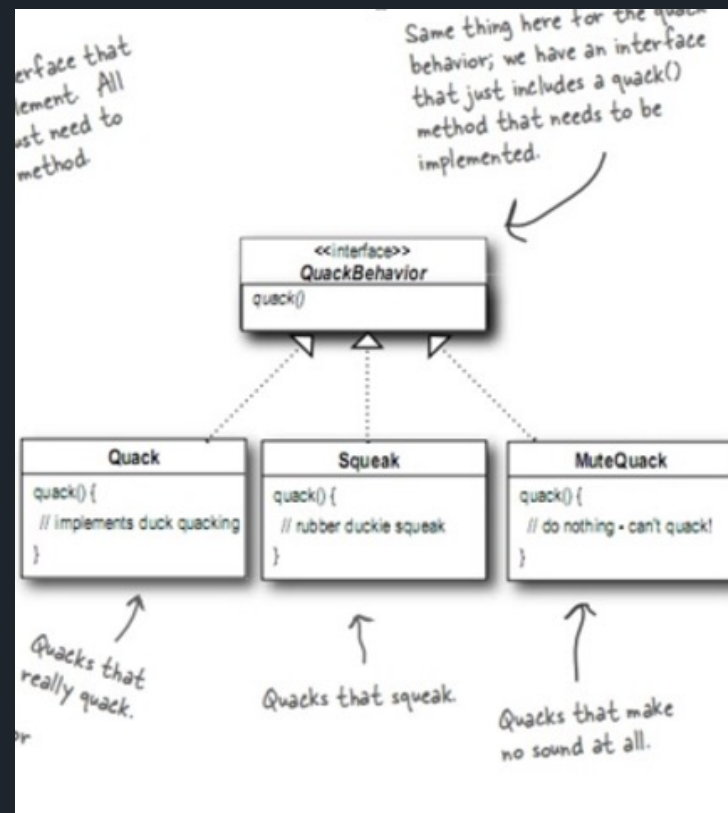 erface that
lement. All
ust need to
method.
Same thing here for the quack
behavior; we have an interface
that just includes a quack()
method that needs to be
implemented.
<<interface>>
QuackBehavior
quack()
Quack
quack() {
// implements duck quacking
}
Squeak
quack() {
// rubber duckie squeak
}
MuteQuack
quack() {
// do nothing - can't quack!
}
Quacks that
really quack.
Quacks that squeak.
Quacks that make
no sound at all.
or